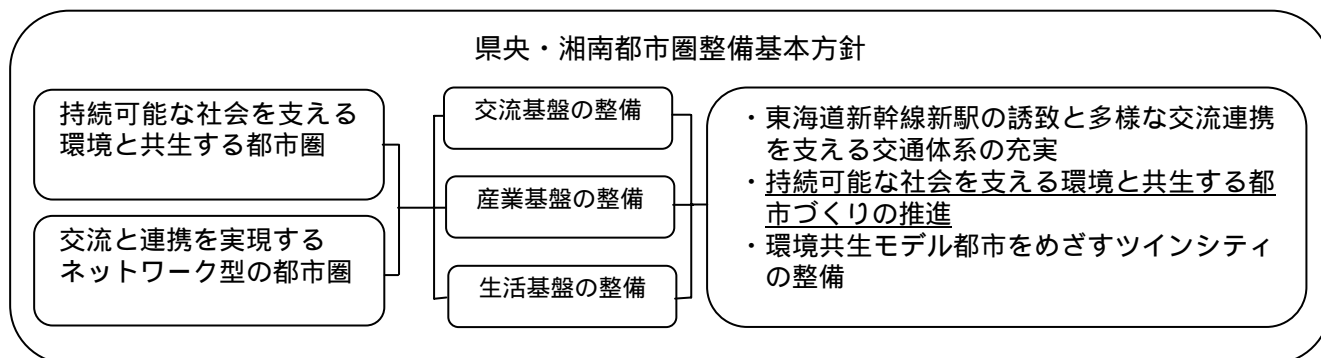 県央・湘南都市圏整備基本方針
持続可能な社会を支える
環境と共生する都市圏
交流と連携を実現する
ネットワーク型の都市圏
交流基盤の整備
産業基盤の整備
生活基盤の整備
・東海道新幹線新駅の誘致と多様な交流連携
を支える交通体系の充実
・持続可能な社会を支える環境と共生する都
市づくりの推進
・環境共生モデル都市をめざすツインシティ
の整備